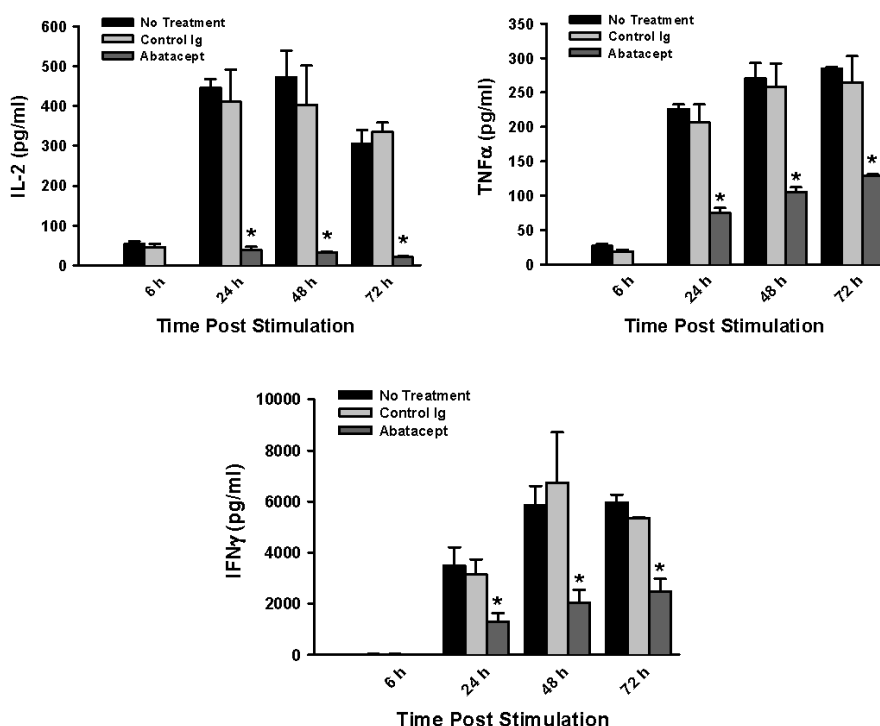 No Treatment
Control Ig
Abatacept
600
500
400
300
200
100
0
IL-2 (pg/ml)
*
*
*
6 h
24 h
48 h
72 h
Time Post Stimulation
No Treatment
Control Ig
Abatacept
350
300
250
200
150
100
50
0
TNFα (pg/ml)
*
*
*
6 h
24 h
48 h
72 h
Time Post Stimulation
No Treatment
Control Ig
Abatacept
10000
8000
6000
4000
2000
0
IFNγ (pg/ml)
*
*
*
6 h
24 h
48 h
72 h
Time Post Stimulation